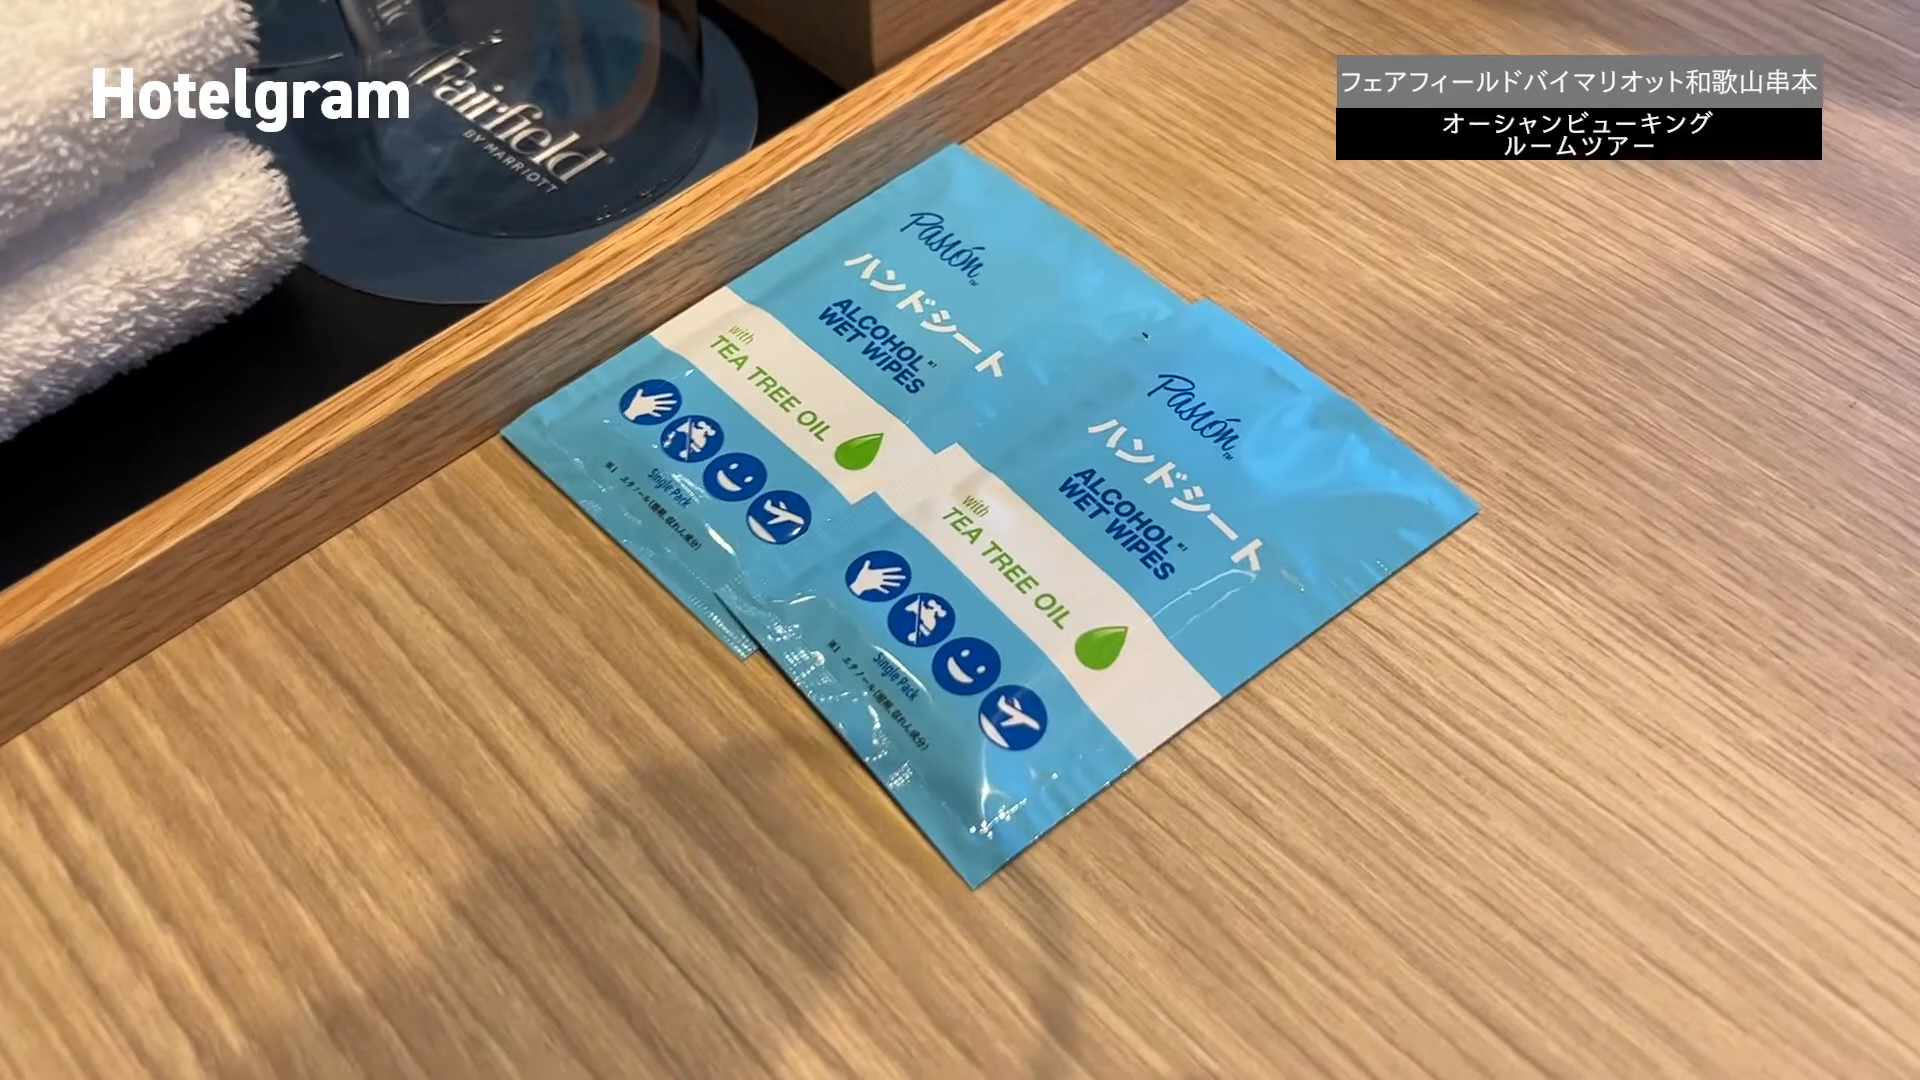 Hotelgram
フェアフィールドバイマリオット和歌山串本
オーシャンビューキング
ルームツアー
Fairfield
BY MARRIOTT
Pasión
ハンドシート
ALCOHOL
WET WIPES
with
TEA TREE OIL
Single Pack
Pasión
ハンドシート
ALCOHOL
WET WIPES
with
TEA TREE OIL
Single Pack